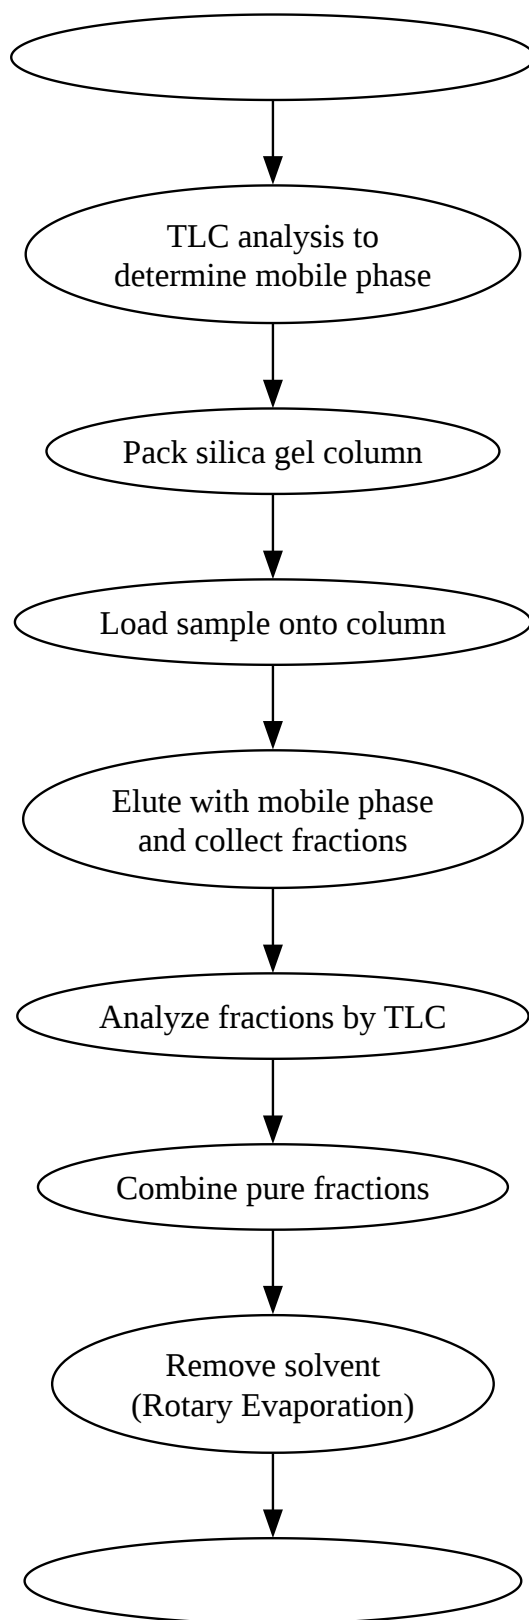 TLC analysis to
determine mobile phase
Pack silica gel column
Load sample onto column
Elute with mobile phase
and collect fractions
Analyze fractions by TLC
Combine pure fractions
Remove solvent
(Rotary Evaporation)